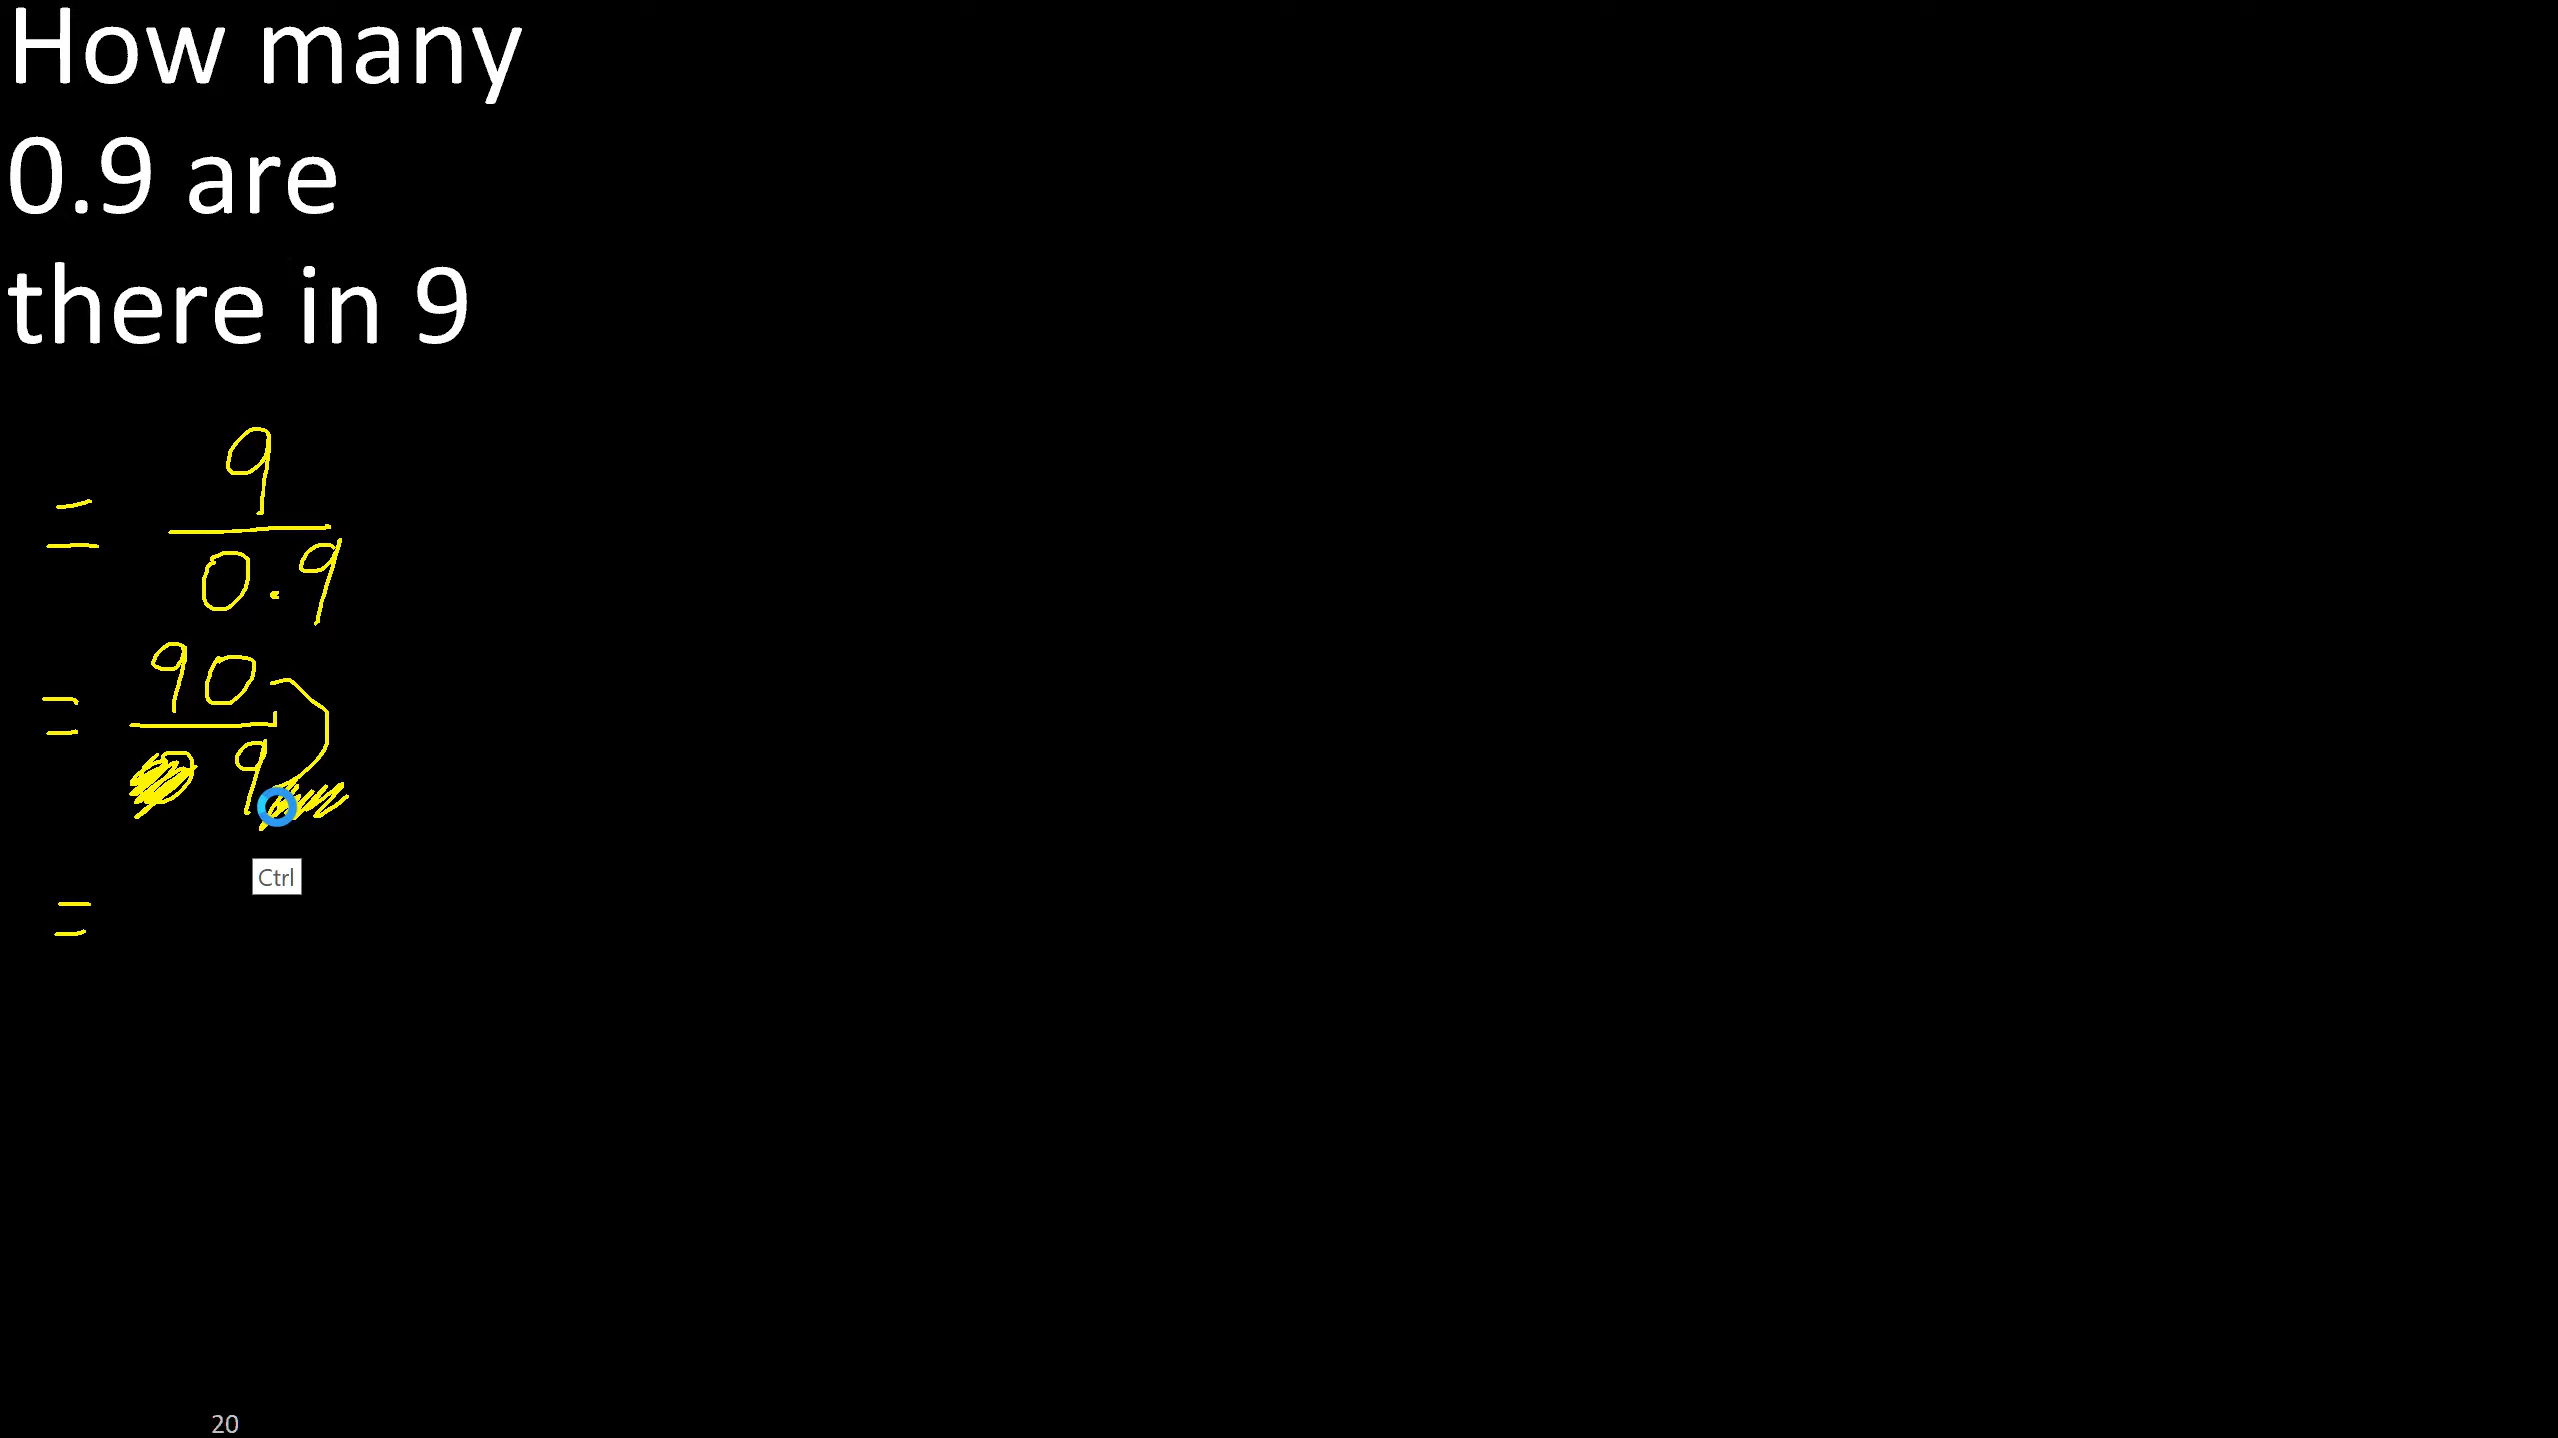 How many
0.9 are
there in 9
= 9
0.9
= 90
9
Ctrl
=
20